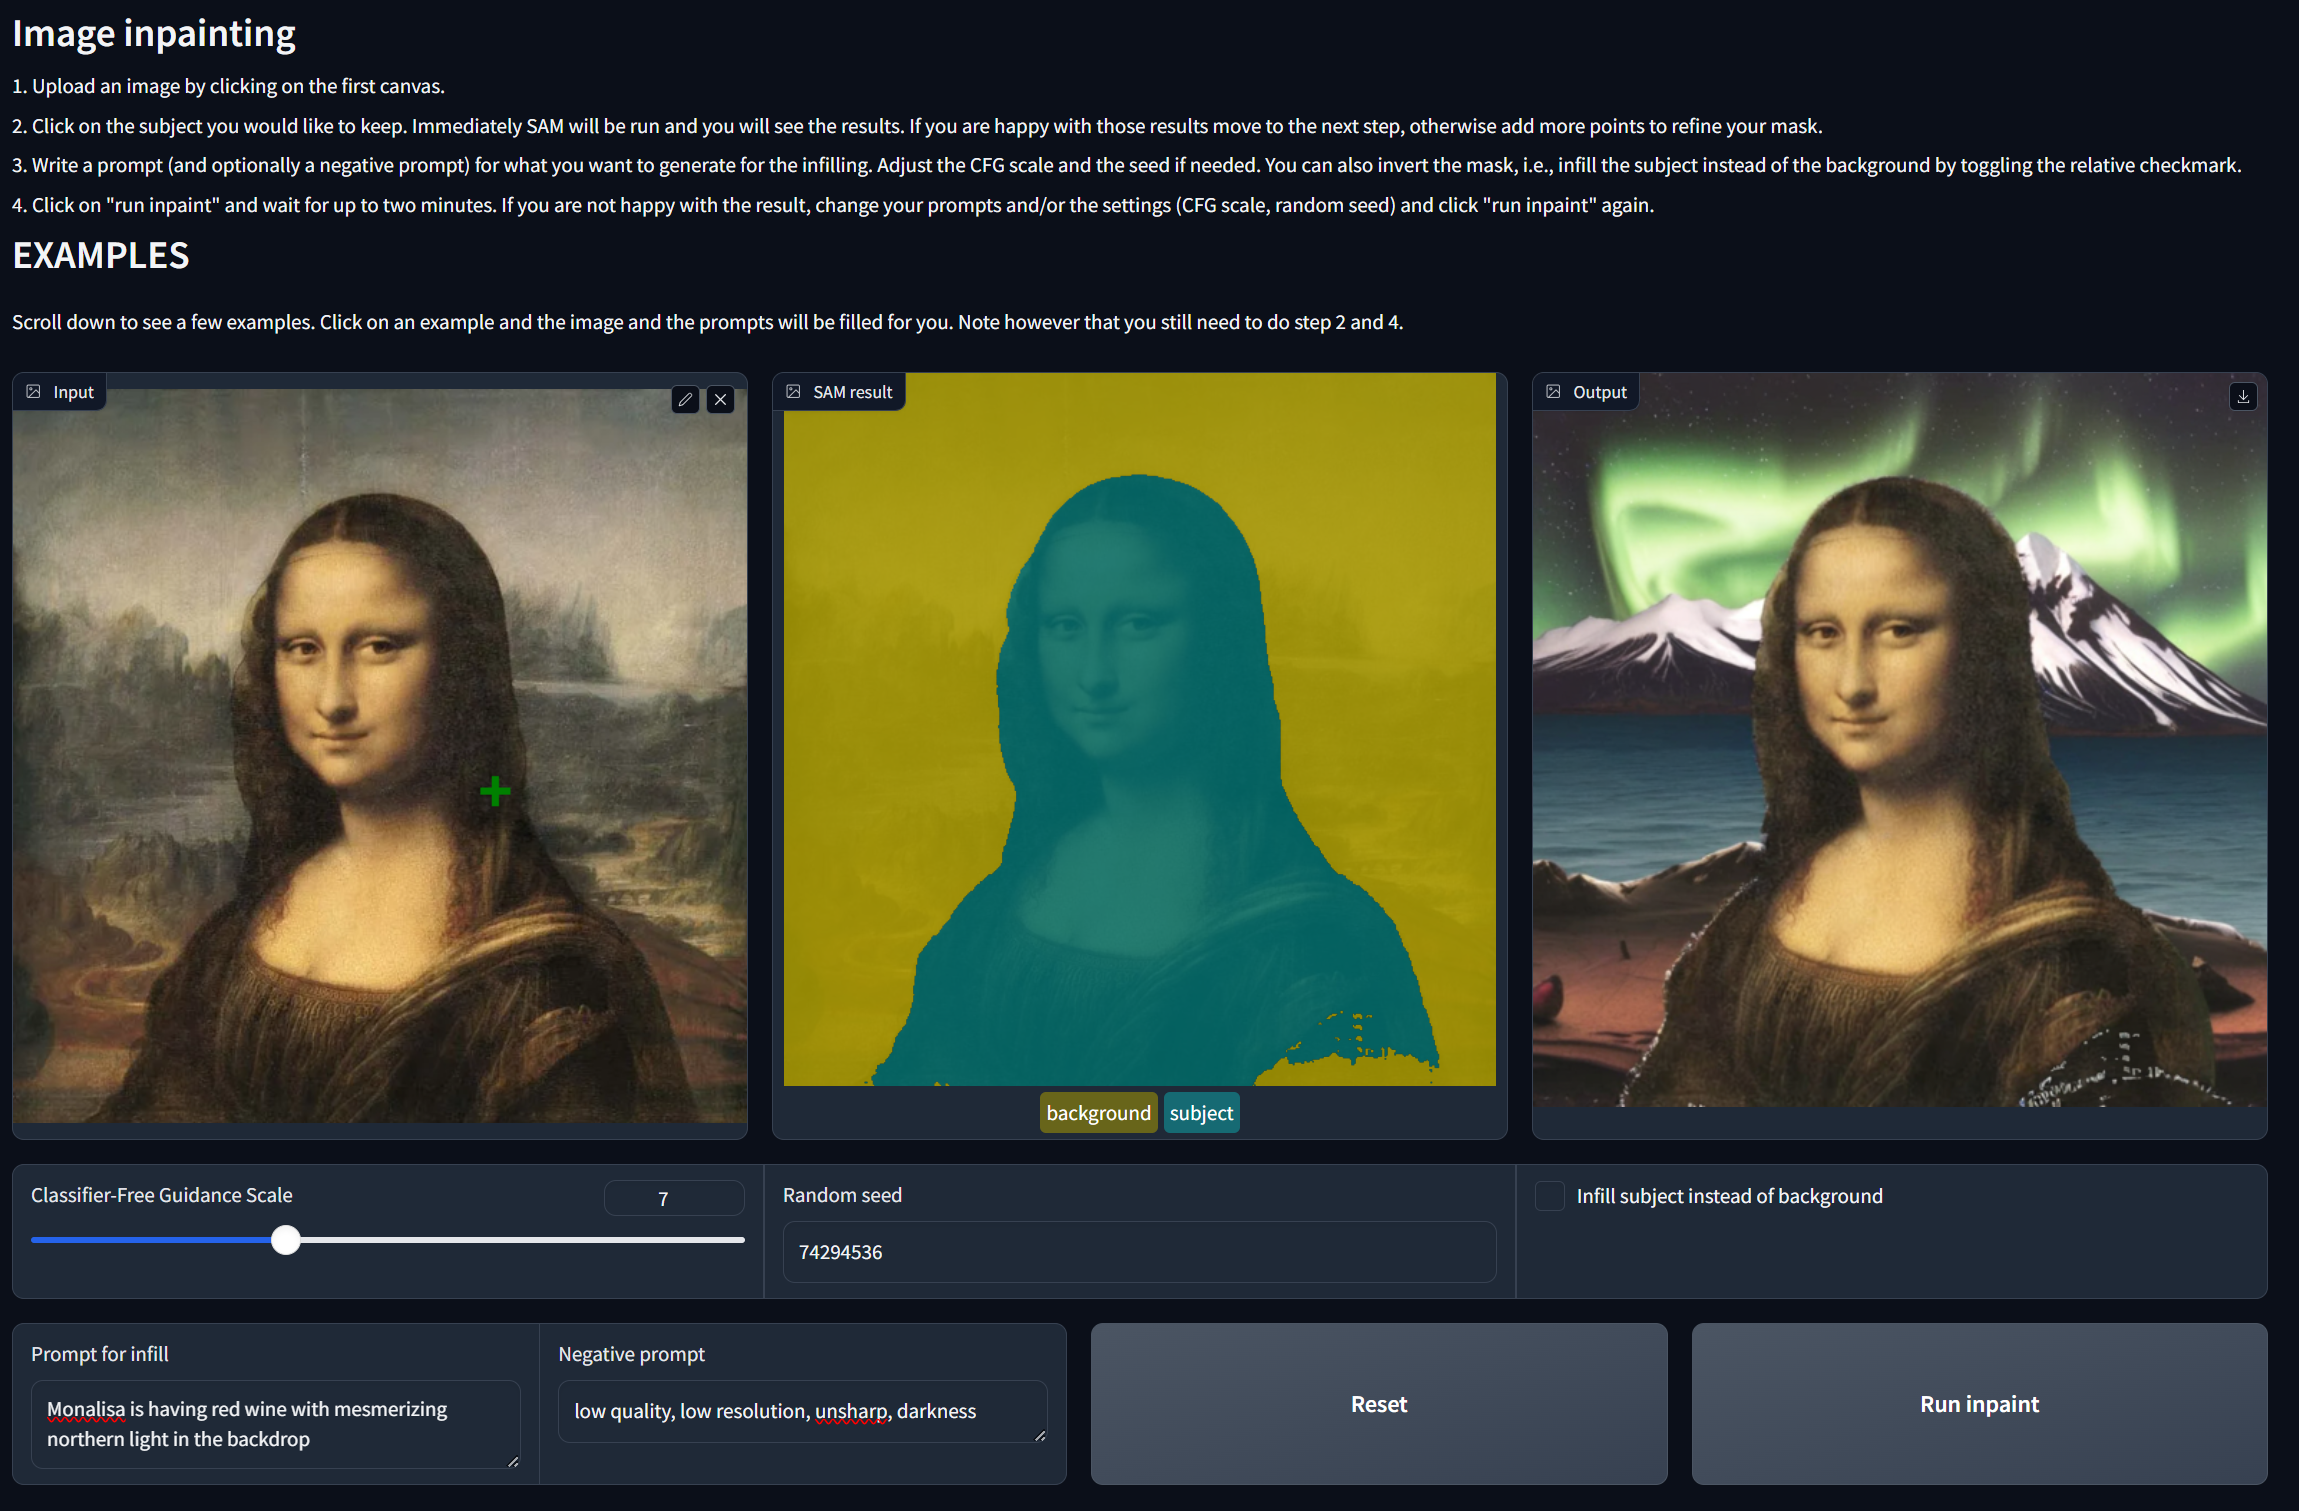 Image inpainting
1. Upload an image by clicking on the first canvas.
2. Click on the subject you would like to keep. Immediately SAM will be run and you will see the results. If you are happy with those results move to the next step, otherwise add more points to refine your mask.
3. Write a prompt (and optionally a negative prompt) for what you want to generate for the infilling. Adjust the CFG scale and the seed if needed. You can also invert the mask, i.e., infill the subject instead of the background by toggling the relative checkmark.
4. Click on "run inpaint" and wait for up to two minutes. If you are not happy with the result, change your prompts and/or the settings (CFG scale, random seed) and click "run inpaint" again.
EXAMPLES
Scroll down to see a few examples. Click on an example and the image and the prompts will be filled for you. Note however that you still need to do step 2 and 4.
Input
SAM result
Output
background
subject
Classifier-Free Guidance Scale
7
Random seed
74294536
Infill subject instead of background
Prompt for infill
Monalisa is having red wine with mesmerizing
northern light in the backdrop
Negative prompt
low quality, low resolution, unsharp, darkness
Reset
Run inpaint